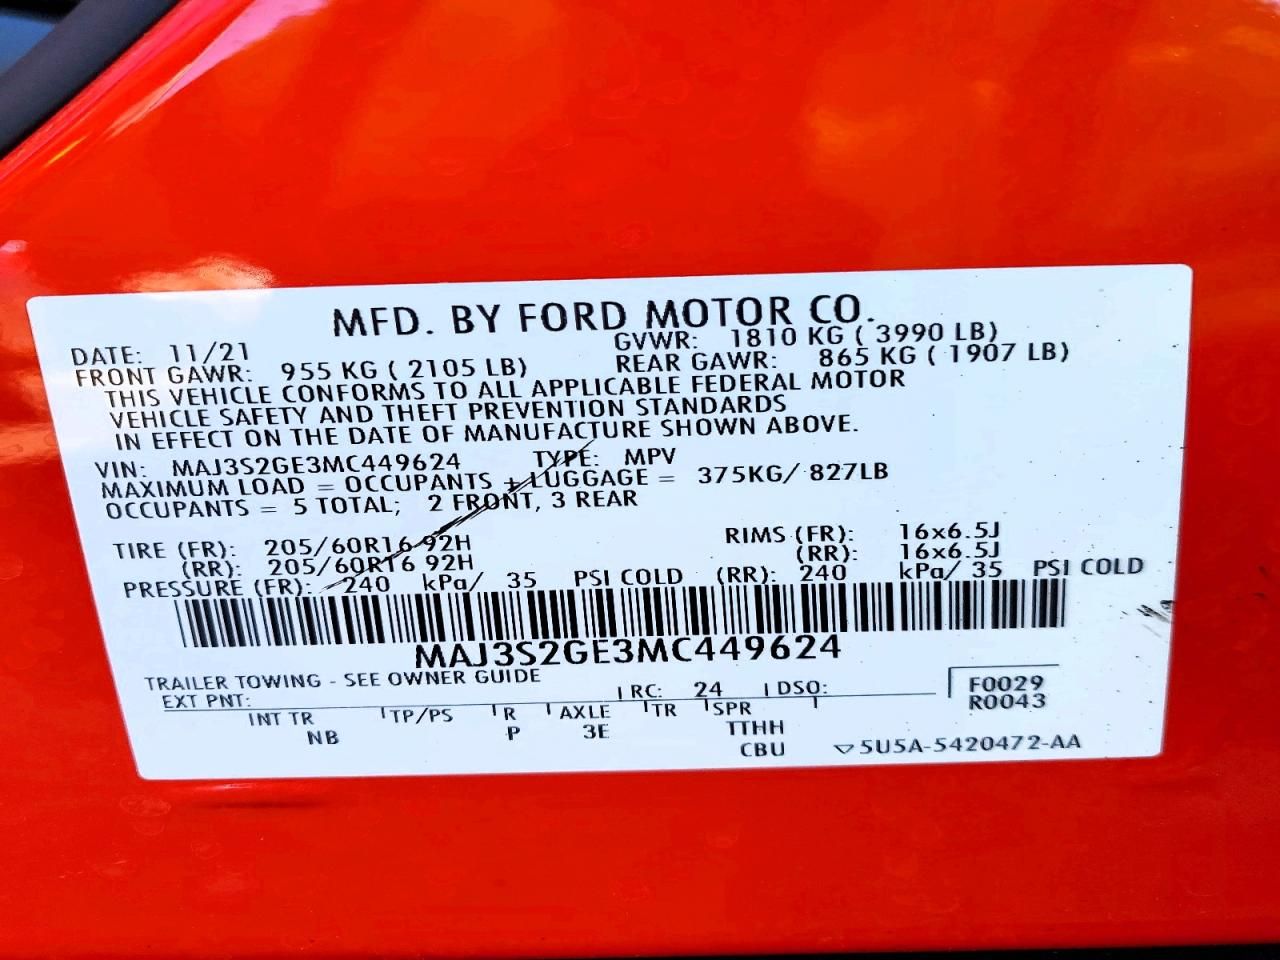 MFD. BY FORD MOTOR CO.
DATE: 11/21 GVWR: 1810 KG ( 3990 LB)
FRONT GAWR: 955 KG ( 2105 LB) REAR GAWR: 865 KG ( 1907 LB)
THIS VEHICLE CONFORMS TO ALL APPLICABLE FEDERAL MOTOR
VEHICLE SAFETY AND THEFT PREVENTION STANDARDS
IN EFFECT ON THE DATE OF MANUFACTURE SHOWN ABOVE.
VIN: MAJ3S2GE3MC449624 TYPE: MPV
MAXIMUM LOAD = OCCUPANTS + LUGGAGE = 375KG/ 827LB
OCCUPANTS = 5 TOTAL; 2 FRONT, 3 REAR
TIRE (FR): 205/60R16 92H RIMS (FR): 16x6.5J
(RR): 205/60R16 92H (RR): 16x6.5J
PRESSURE (FR): 240 kPa/ 35 PSI COLD (RR): 240 kPa/ 35 PSI COLD
MAJ3S2GE3MC449624
TRAILER TOWING - SEE OWNER GUIDE
EXT PNT: RC: 24 DSO: F0029
R0043
INT TR TP/PS R AXLE TR SPR
NB P 3E TTHH
CBU ▽5U5A-5420472-AA